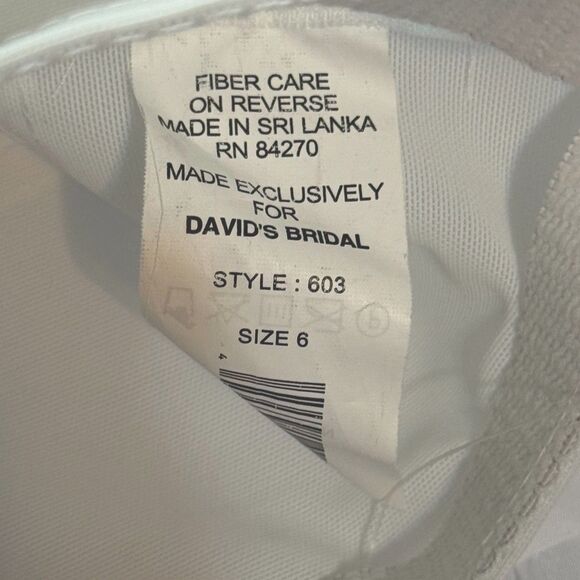 FIBER CARE
ON REVERSE
MADE IN SRI LANKA
RN 84270
MADE EXCLUSIVELY
FOR
DAVID'S BRIDAL
STYLE : 603
SIZE 6
4